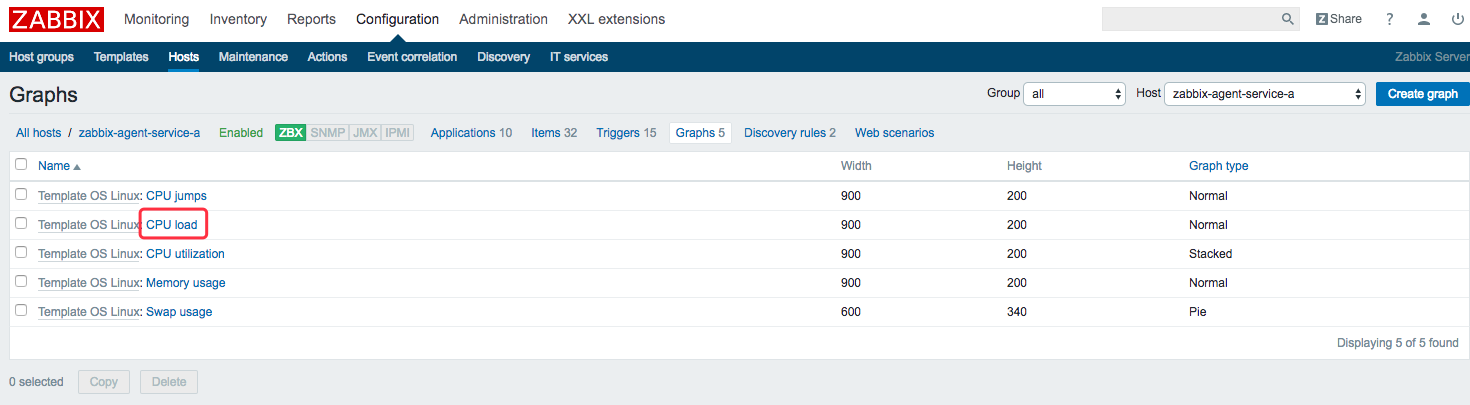 ZABBIX Monitoring Inventory Reports Configuration Administration XXL extensions Z Share ?
Host groups Templates Hosts Maintenance Actions Event correlation Discovery IT services Zabbix Server
Graphs Group all Host zabbix-agent-service-a Create graph
All hosts / zabbix-agent-service-a Enabled ZBX SNMP JMX IPMI Applications 10 Items 32 Triggers 15 Graphs 5 Discovery rules 2 Web scenarios
Name Width Height Graph type
Template OS Linux: CPU jumps 900 200 Normal
Template OS Linux: CPU load 900 200 Normal
Template OS Linux: CPU utilization 900 200 Stacked
Template OS Linux: Memory usage 900 200 Normal
Template OS Linux: Swap usage 600 340 Pie
Displaying 5 of 5 found
0 selected Copy Delete